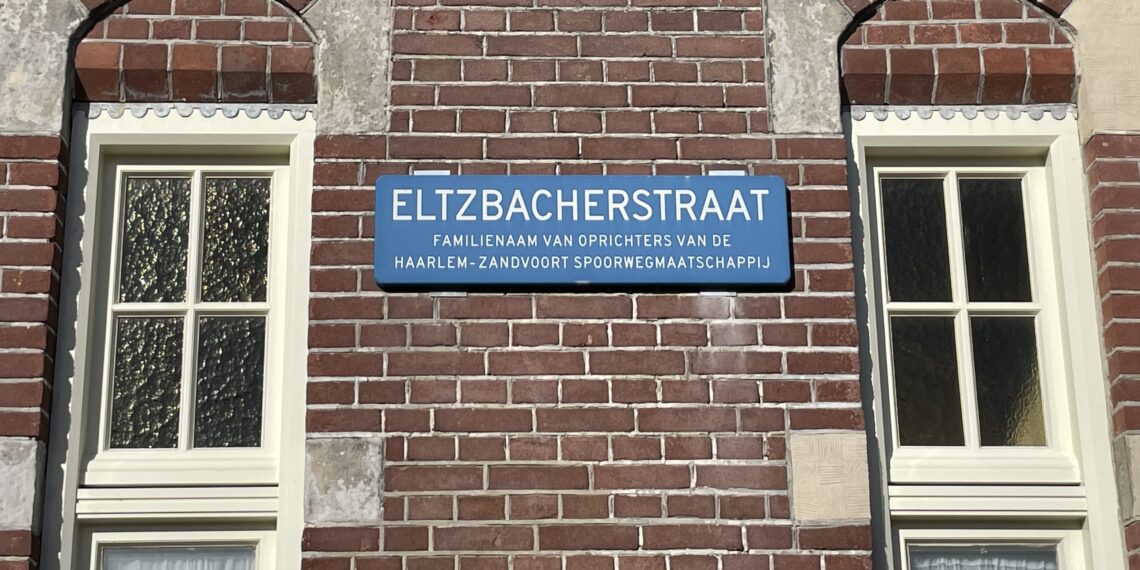 ELTZBACHERSTRAAT
FAMILIENAAM VAN OPRICHTERS VAN DE
HAARLEM-ZANDVOORT SPOORWEGMAATSCHAPPIJ